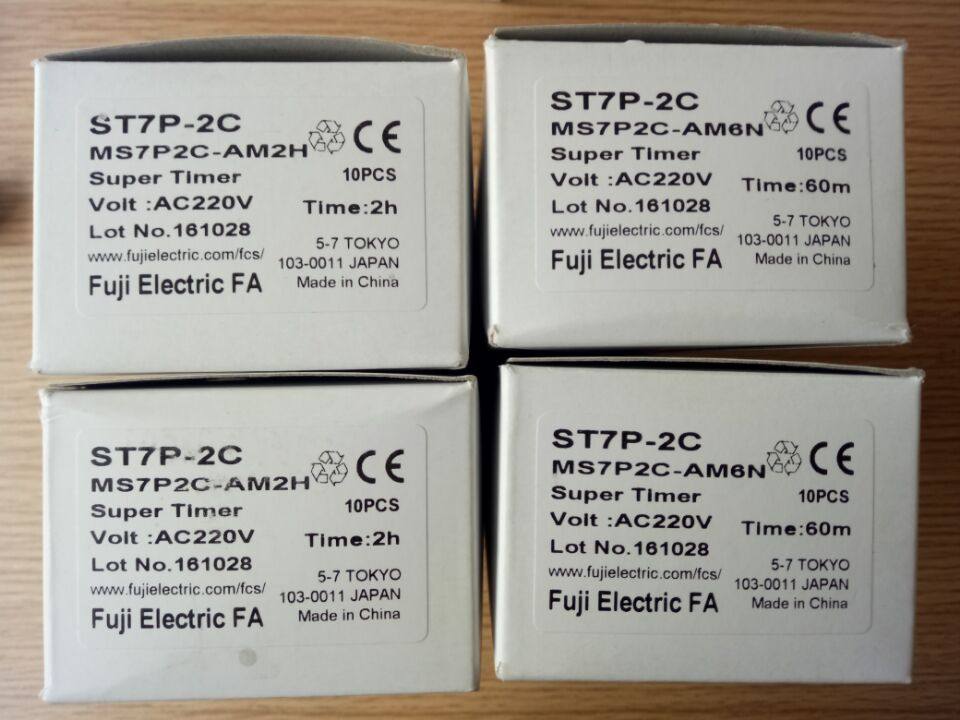 ST7P-2C
MS7P2C-AM2H CE
Super Timer 10PCS
Volt :AC220V Time:2h
Lot No.161028
www.fujielectric.com/fcs/ 5-7 TOKYO
103-0011 JAPAN
Fuji Electric FA Made in China
ST7P-2C
MS7P2C-AM6N CE
Super Timer 10PCS
Volt :AC220V Time:60m
Lot No.161028
www.fujielectric.com/fcs/ 5-7 TOKYO
103-0011 JAPAN
Fuji Electric FA Made in China
ST7P-2C
MS7P2C-AM2H CE
Super Timer 10PCS
Volt :AC220V Time:2h
Lot No.161028
www.fujielectric.com/fcs/ 5-7 TOKYO
103-0011 JAPAN
Fuji Electric FA Made in China
ST7P-2C
MS7P2C-AM6N CE
Super Timer 10PCS
Volt :AC220V Time:60m
Lot No.161028
www.fujielectric.com/fcs/ 5-7 TOKYO
103-0011 JAPAN
Fuji Electric FA Made in China